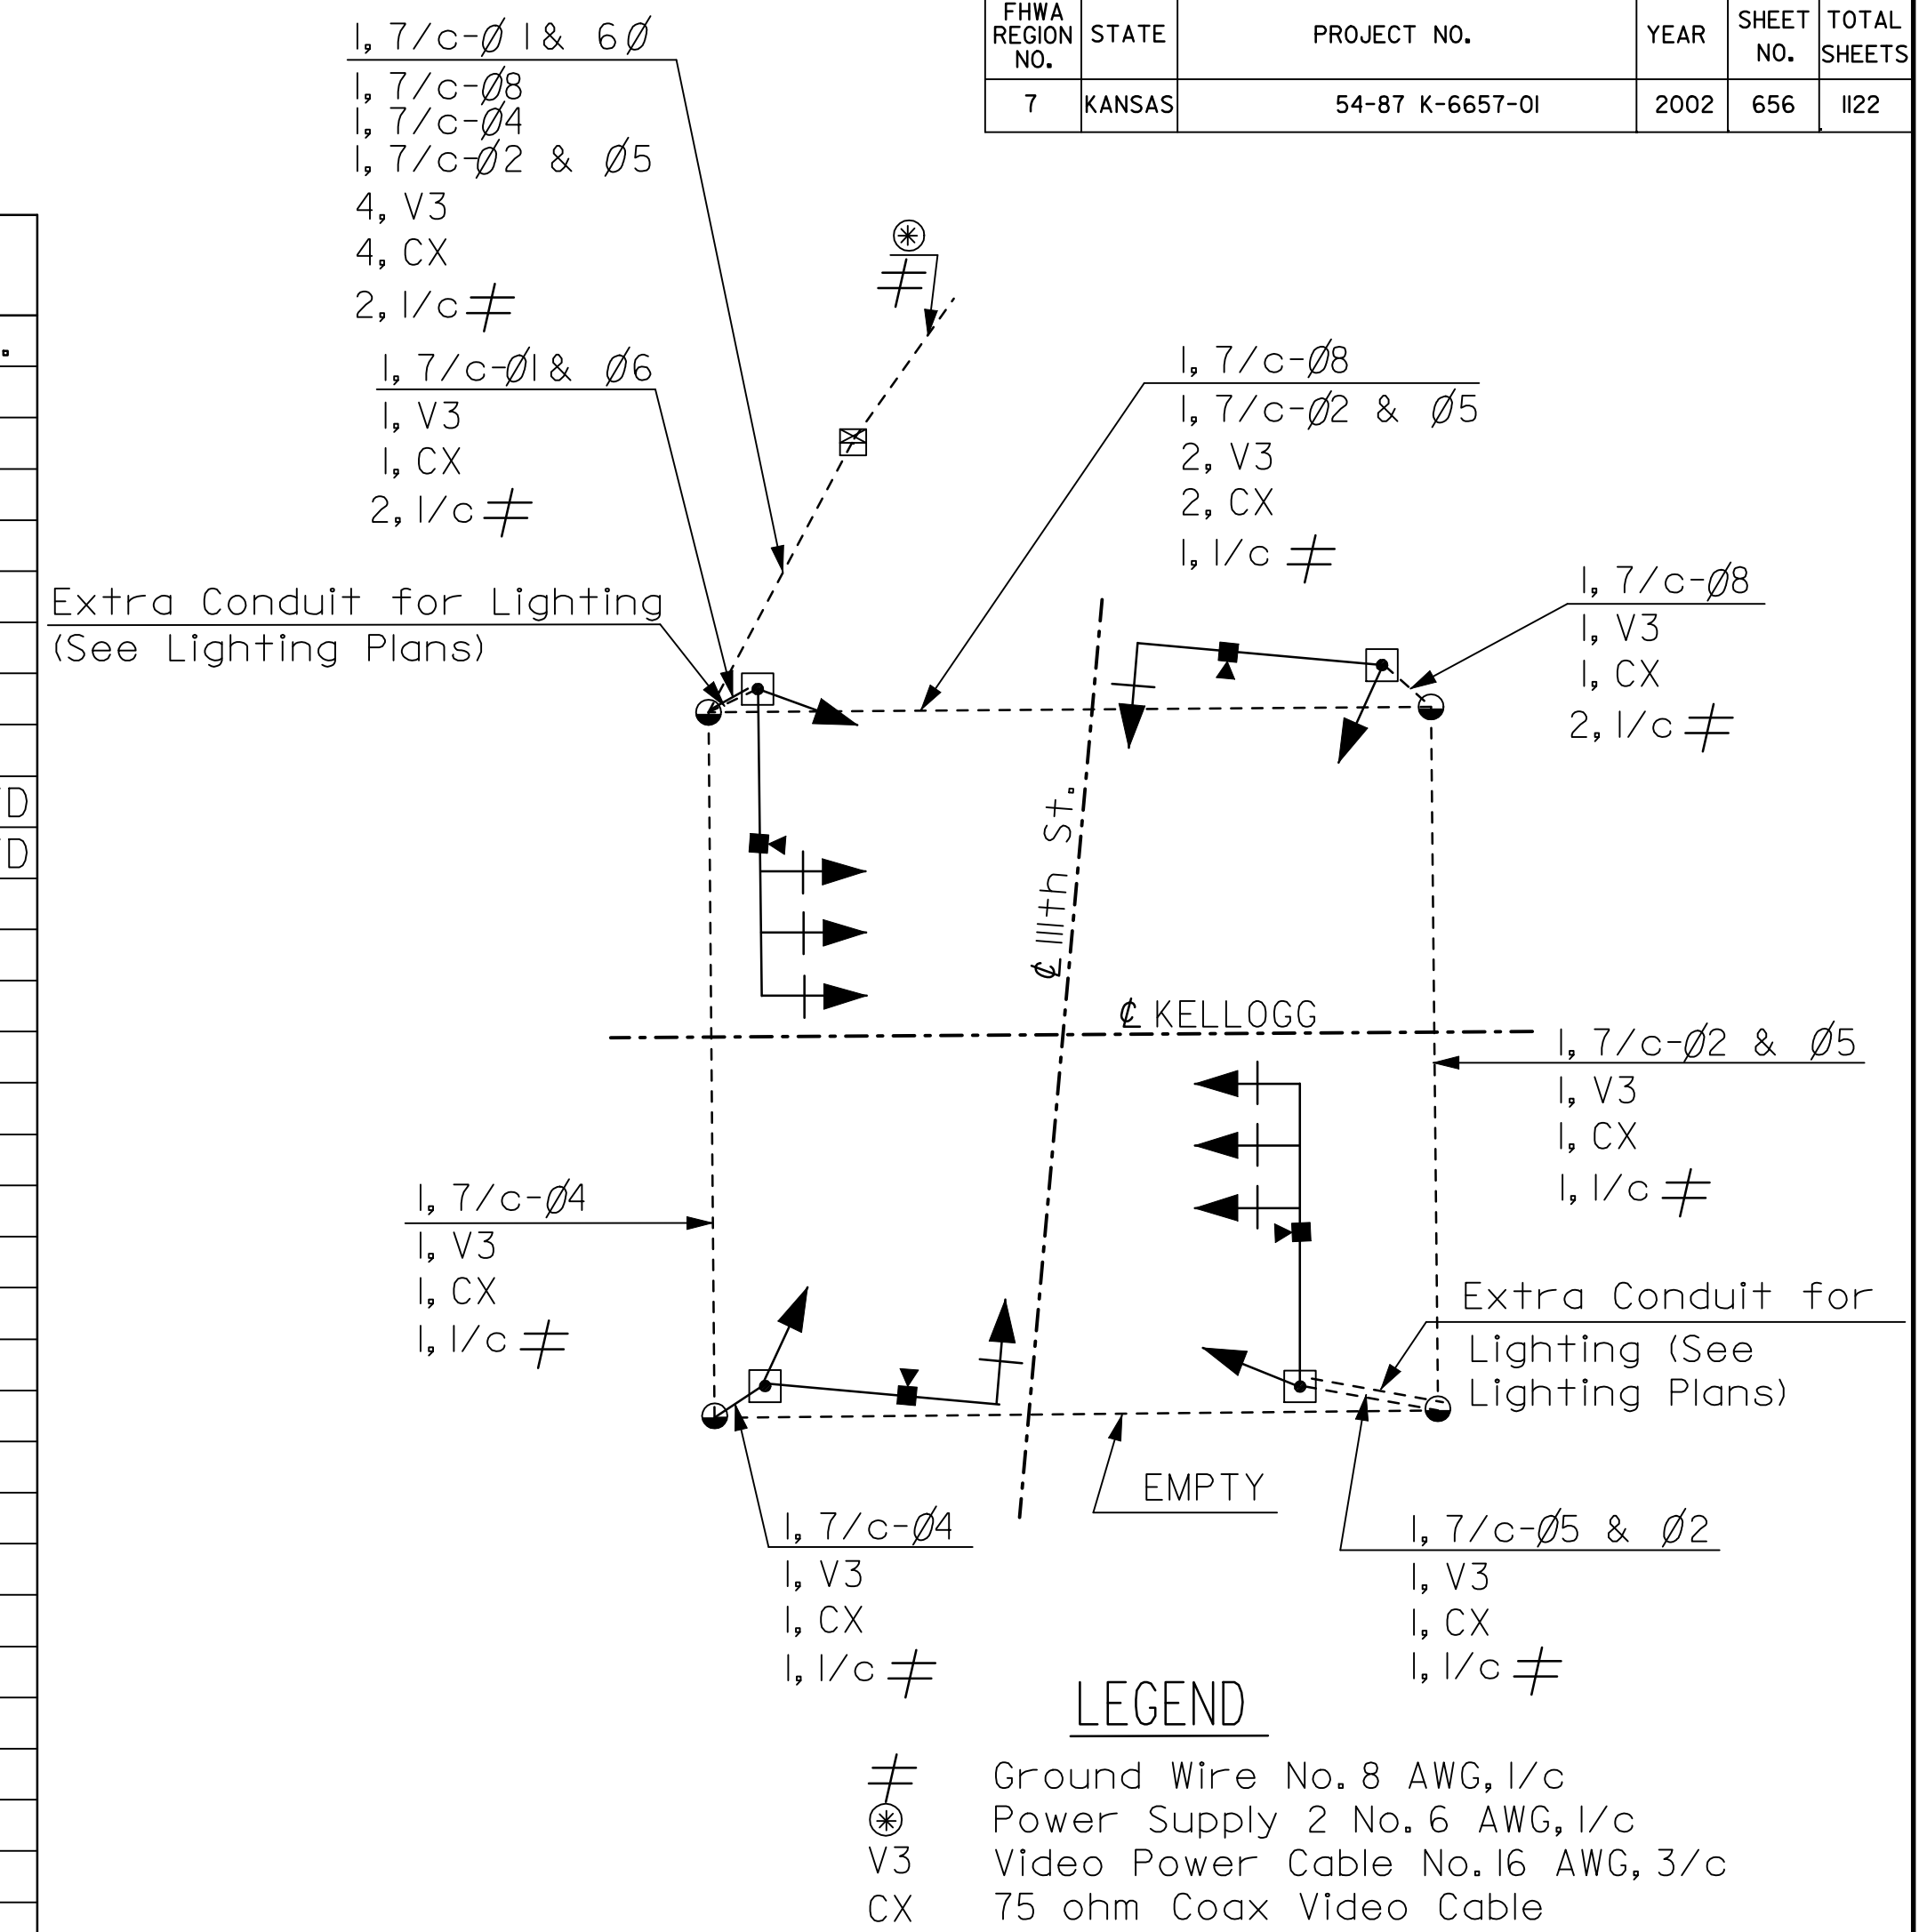 FHWA REGION NO. STATE PROJECT NO. YEAR SHEET NO. TOTAL SHEETS
7 KANSAS 54-87 K-6657-01 2002 656 1122
1, 7/c-Ø1 & 6Ø
1, 7/c-Ø8
1, 7/c-Ø4
1, 7/c-Ø2 & Ø5
4, V3
4, CX
2, 1/c
1, 7/c-Ø1 & Ø6
1, V3
1, CX
2, 1/c
Extra Conduit for Lighting
(See Lighting Plans)
1, 7/c-Ø8
1, 7/c-Ø2 & Ø5
2, V3
2, CX
1, 1/c
1, 7/c-Ø8
1, V3
1, CX
2, 1/c
TD
TD
℄ 111th St.
℄ KELLOGG
1, 7/c-Ø2 & Ø5
1, V3
1, CX
1, 1/c
1, 7/c-Ø4
1, V3
1, CX
1, 1/c
Extra Conduit for
Lighting (See
Lighting Plans)
EMPTY
1, 7/c-Ø4
1, V3
1, CX
1, 1/c
1, 7/c-Ø5 & Ø2
1, V3
1, CX
1, 1/c
LEGEND
Ground Wire No. 8 AWG, 1/c
Power Supply 2 No. 6 AWG, 1/c
V3 Video Power Cable No. 16 AWG, 3/c
CX 75 ohm Coax Video Cable